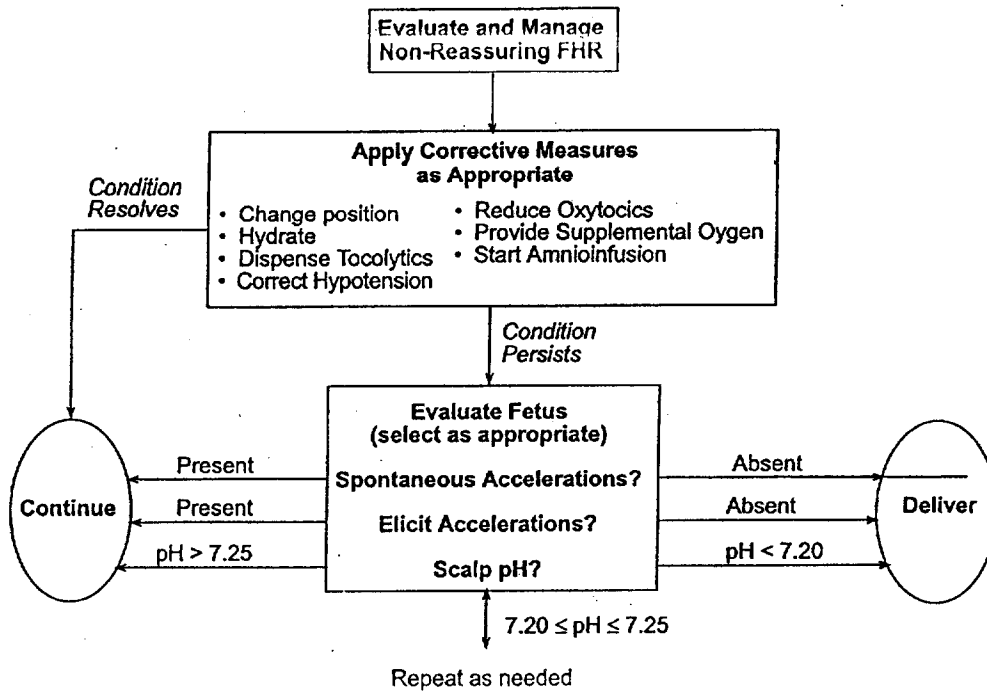 Evaluate and Manage
Non-Reassuring FHR
Apply Corrective Measures
as Appropriate
Condition
Resolves
• Change position
• Hydrate
• Dispense Tocolytics
• Correct Hypotension
• Reduce Oxytocics
• Provide Supplemental Oygen
• Start Amnioinfusion
Condition
Persists
Evaluate Fetus
(select as appropriate)
Present
Spontaneous Accelerations?
Absent
Continue
Present
Elicit Accelerations?
Absent
Deliver
pH > 7.25
Scalp pH?
pH < 7.20
7.20 ≤ pH ≤ 7.25
Repeat as needed